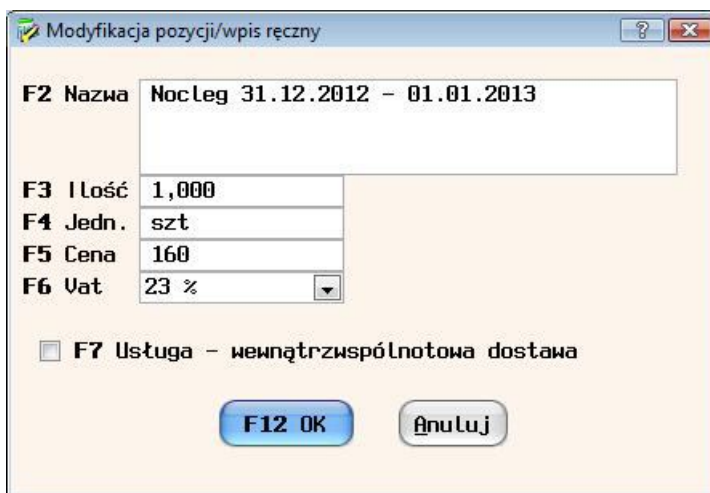 Modyfikacja pozycji/wpis ręczny
F2 Nazwa Nocleg 31.12.2012 - 01.01.2013
F3 Ilość 1,000
F4 Jedn. szt
F5 Cena 160
F6 Vat 23 %
F7 Usługa - wewnątrzwspólnotowa dostawa
F12 OK Anuluj